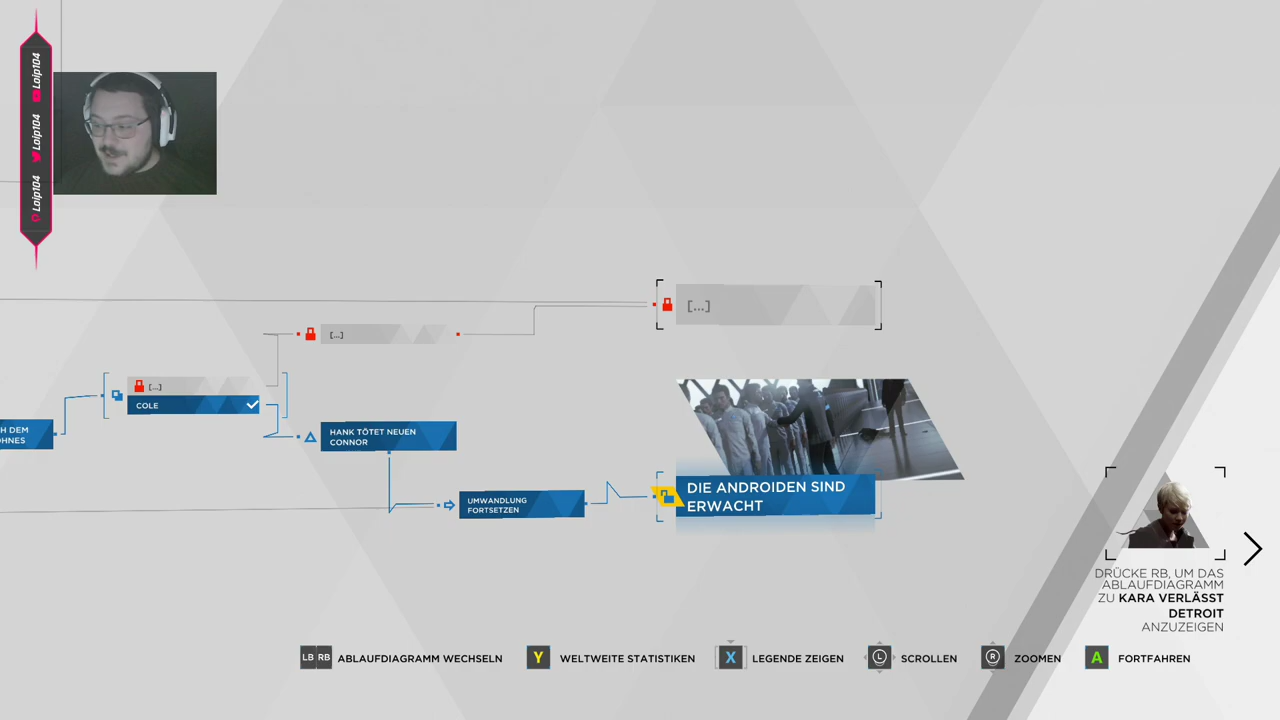 Loip104
Loip104
Loip104
[...]
[...]
[...]
COLE
H DEM
OHNES
HANK TÖTET NEUEN
CONNOR
UMWANDLUNG
FORTSETZEN
DIE ANDROIDEN SIND
ERWACHT
DRÜCKE RB, UM DAS
ABLAUFDIAGRAMM
ZU KARA VERLÄSST
DETROIT
ANZUZEIGEN
LB RB ABLAUFDIAGRAMM WECHSELN
Y WELTWEITE STATISTIKEN
X LEGENDE ZEIGEN
L SCROLLEN
R ZOOMEN
A FORTFAHREN